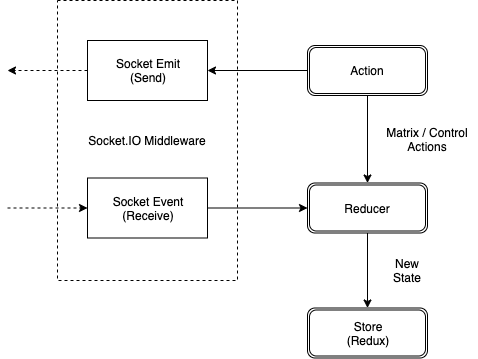 Socket Emit
(Send)
Action
Socket.IO Middleware
Matrix / Control
Actions
Socket Event
(Receive)
Reducer
New
State
Store
(Redux)